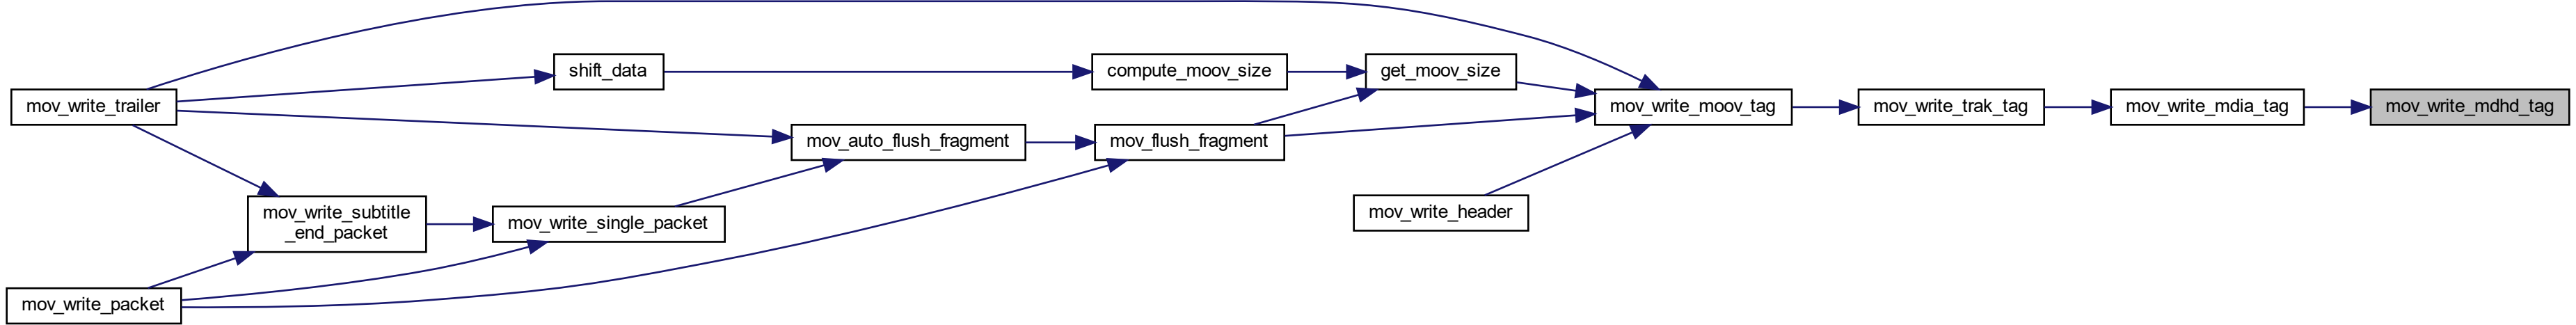 mov_write_trailer
shift_data
compute_moov_size
get_moov_size
mov_write_moov_tag
mov_write_trak_tag
mov_write_mdia_tag
mov_write_mdhd_tag
mov_auto_flush_fragment
mov_flush_fragment
mov_write_subtitle
_end_packet
mov_write_single_packet
mov_write_header
mov_write_packet